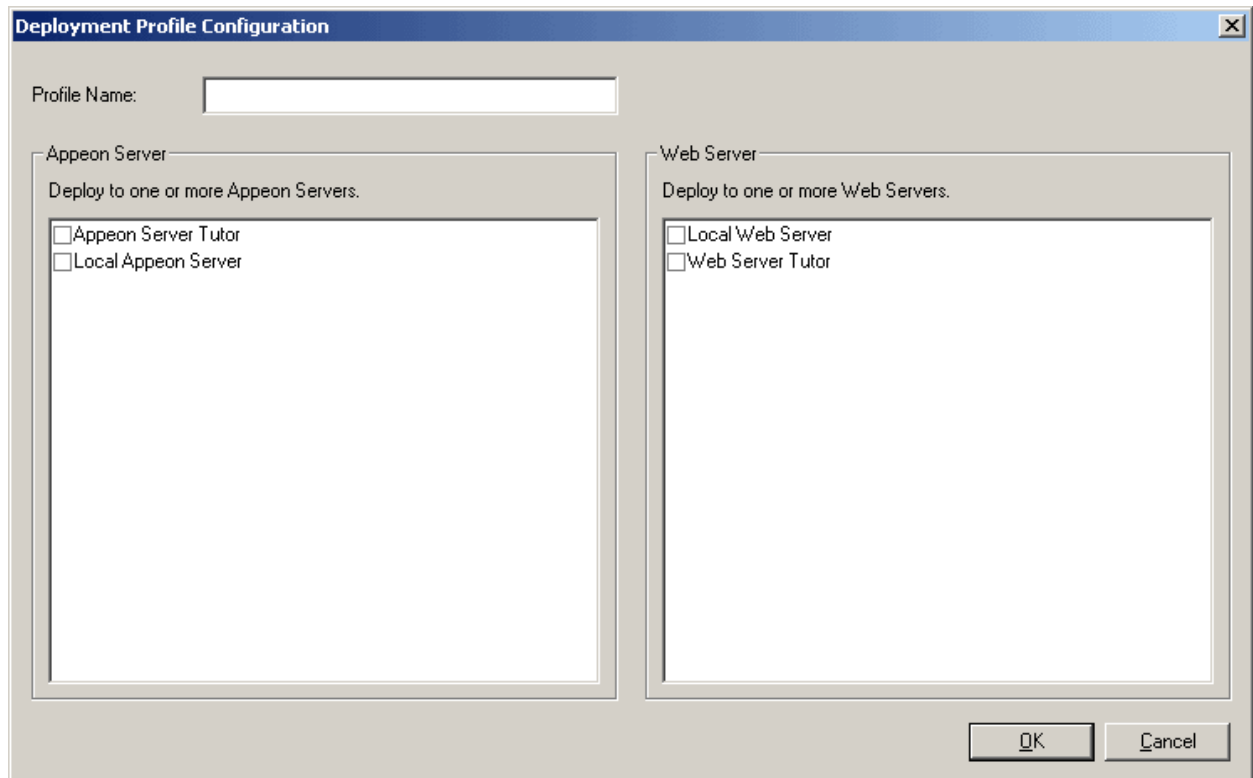 Deployment Profile Configuration
Profile Name:
Appeon Server
Deploy to one or more Appeon Servers.
Appeon Server Tutor
Local Appeon Server
Web Server
Deploy to one or more Web Servers.
Local Web Server
Web Server Tutor
OK
Cancel